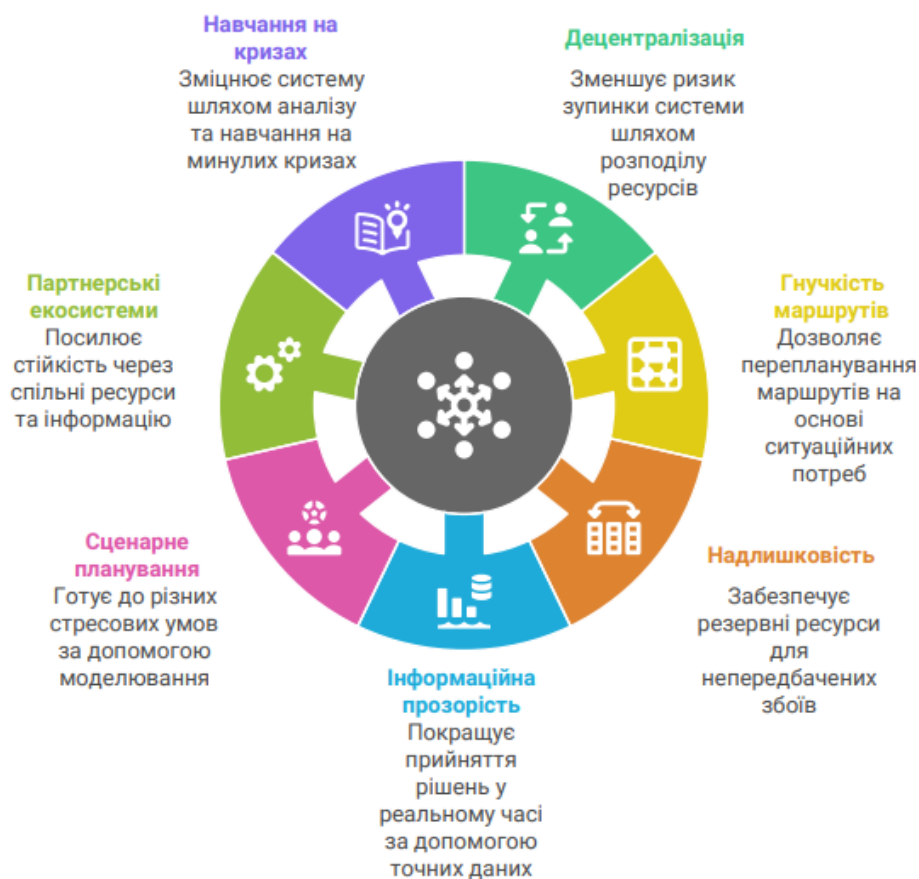 Навчання на
кризах
Зміцнює систему
шляхом аналізу
та навчання на
минулих кризах
Децентралізація
Зменшує ризик
зупинки системи
шляхом
розподілу
ресурсів
Гнучкість
маршрутів
Дозволяє
перепланування
маршрутів на
основі
ситуаційних
потреб
Надлишковість
Забезпечує
резервні ресурси
для
непередбачених
збоїв
Інформаційна
прозорість
Покращує
прийняття
рішень у
реальному часі
за допомогою
точних даних
Сценарне
планування
Готує до різних
стресових умов
за допомогою
моделювання
Партнерські
екосистеми
Посилює
стійкість через
спільні ресурси
та інформацію